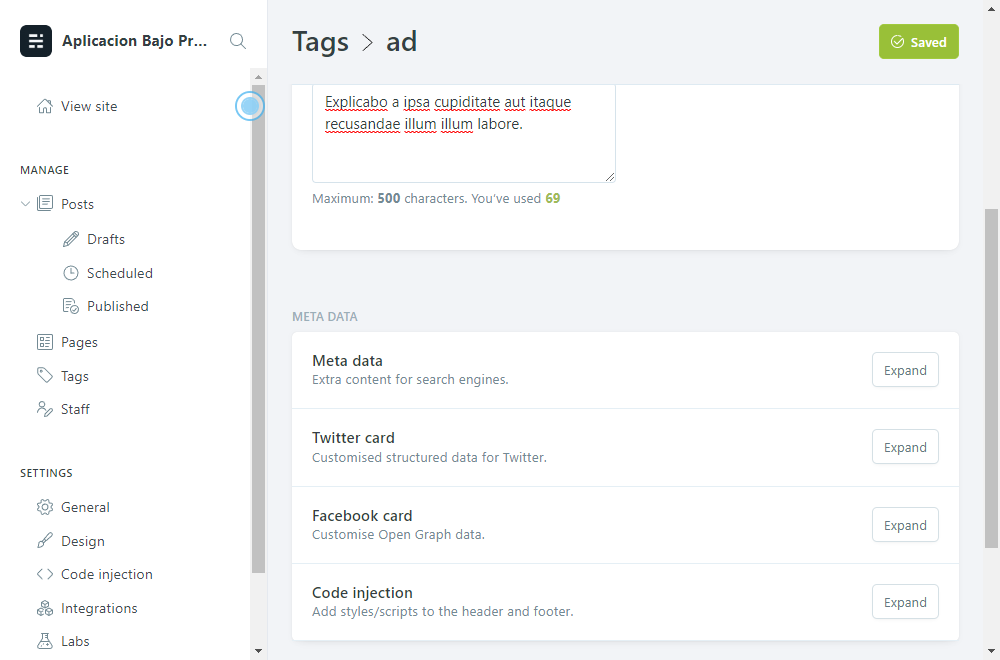 Aplicacion Bajo Pr...
View site
MANAGE
Posts
Drafts
Scheduled
Published
Pages
Tags
Staff
SETTINGS
General
Design
Code injection
Integrations
Labs
Tags > ad
Saved
Explicabo a ipsa cupiditate aut itaque
recusandae illum illum labore.
Maximum: 500 characters. You've used 69
META DATA
Meta data
Extra content for search engines.
Expand
Twitter card
Customised structured data for Twitter.
Expand
Facebook card
Customise Open Graph data.
Expand
Code injection
Add styles/scripts to the header and footer.
Expand